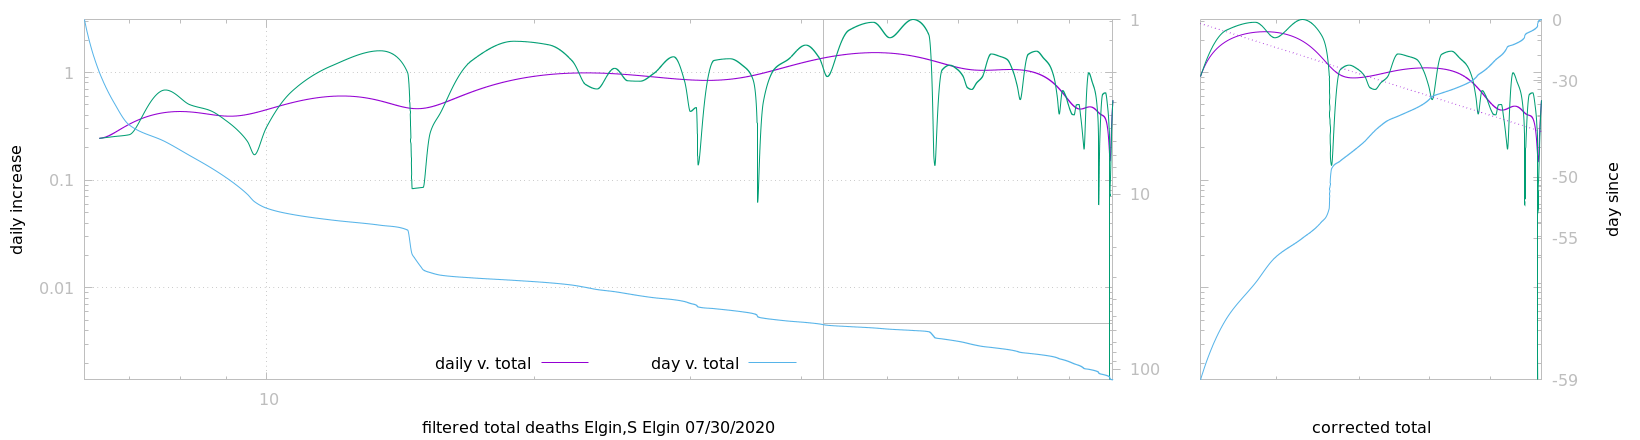 daily increase
1
0.1
0.01
10
1
10
100
daily v. total
day v. total
filtered total deaths Elgin,S Elgin 07/30/2020
0
-30
-50
-55
-59
day since
corrected total